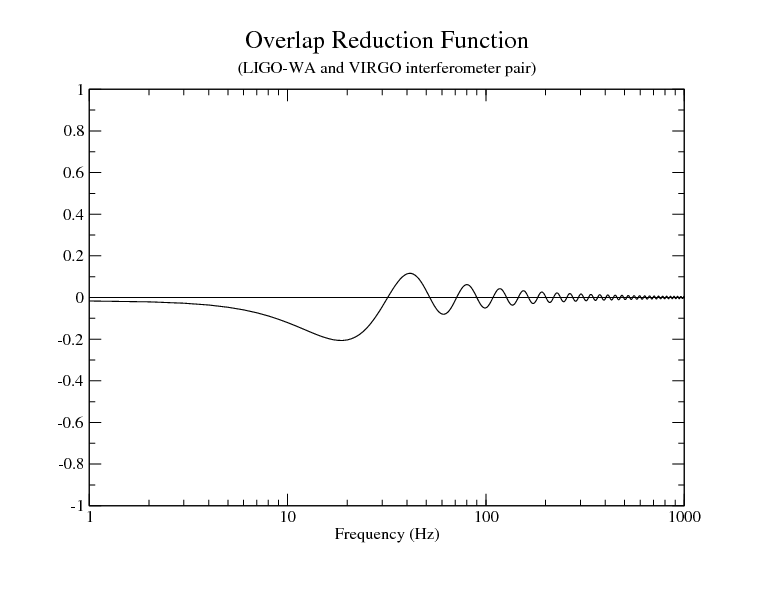 Overlap Reduction Function
(LIGO-WA and VIRGO interferometer pair)
1
0.8
0.6
0.4
0.2
0
-0.2
-0.4
-0.6
-0.8
-1
1 10 100 1000
Frequency (Hz)